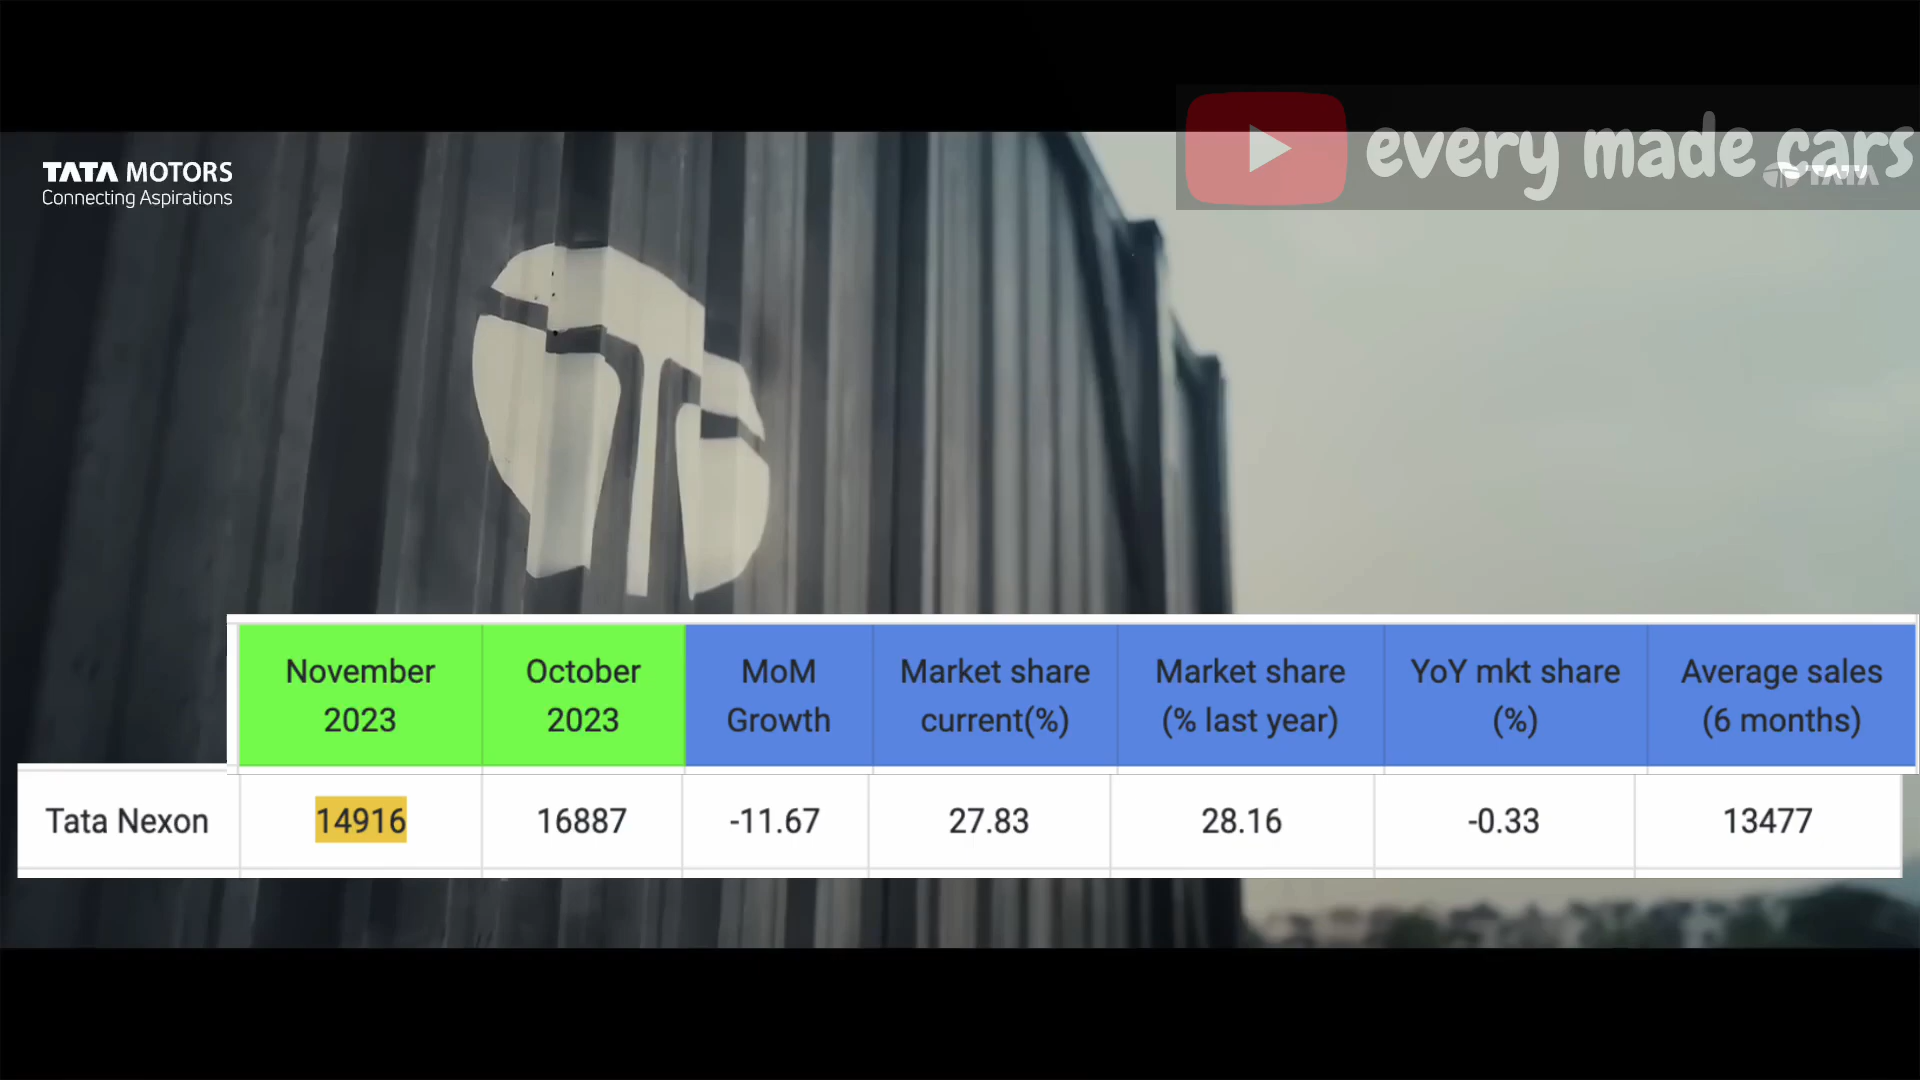 TATA MOTORS
Connecting Aspirations
every made cars
TATA
November 2023
October 2023
MoM Growth
Market share current(%)
Market share (% last year)
YoY mkt share (%)
Average sales (6 months)
Tata Nexon 14916 16887 -11.67 27.83 28.16 -0.33 13477